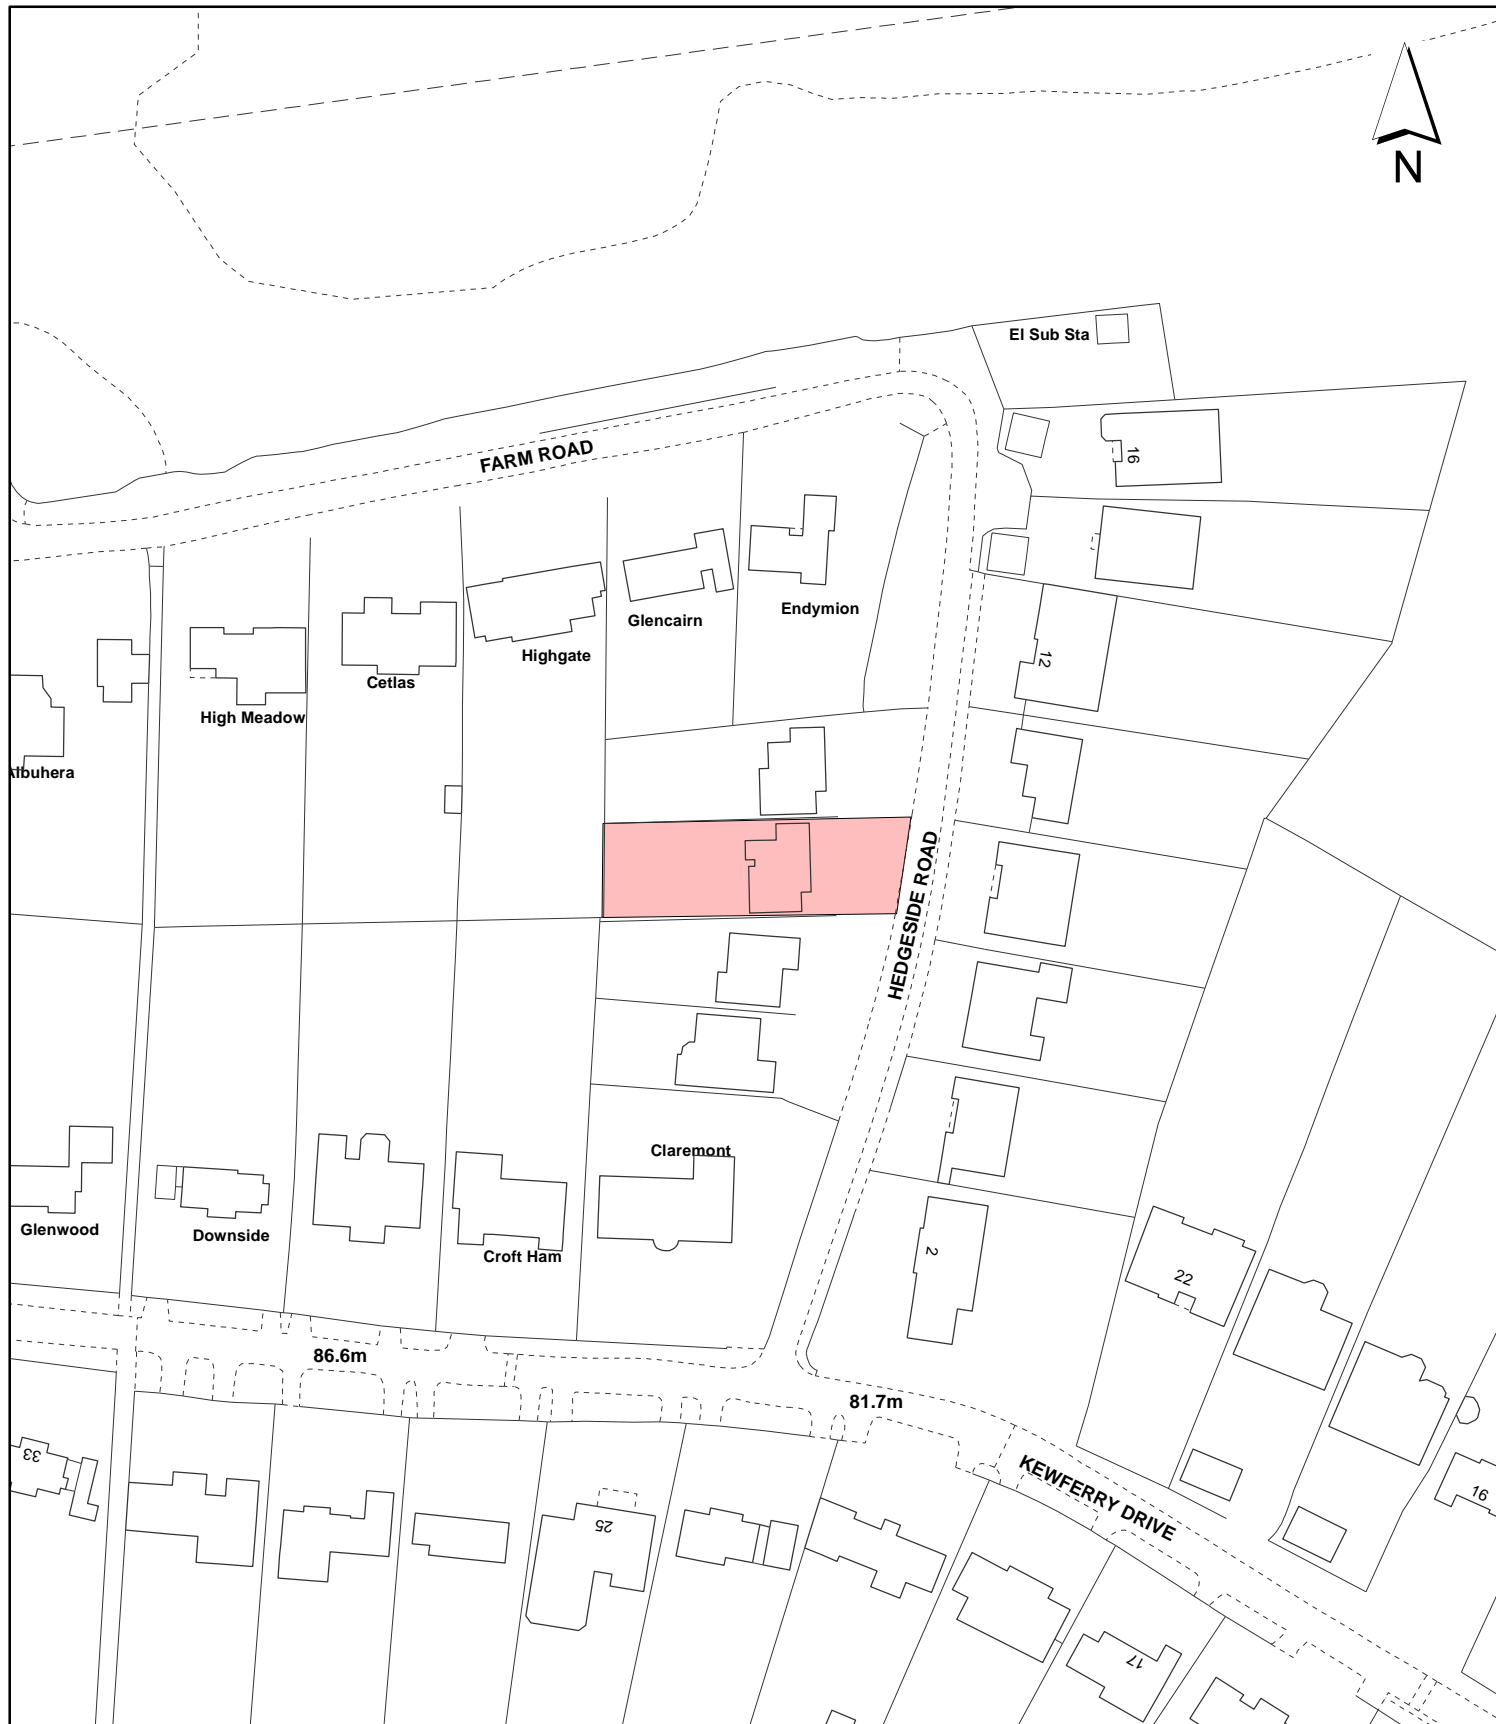 N
El Sub Sta
16
FARM ROAD
Endymion
Glencairn
Highgate
12
Cetlas
High Meadow
Albuhera
HEDGESIDE ROAD
Claremont
Glenwood
Downside
Croft Ham
2
22
86.6m
81.7m
33
KEWFERRY DRIVE
16
25
17